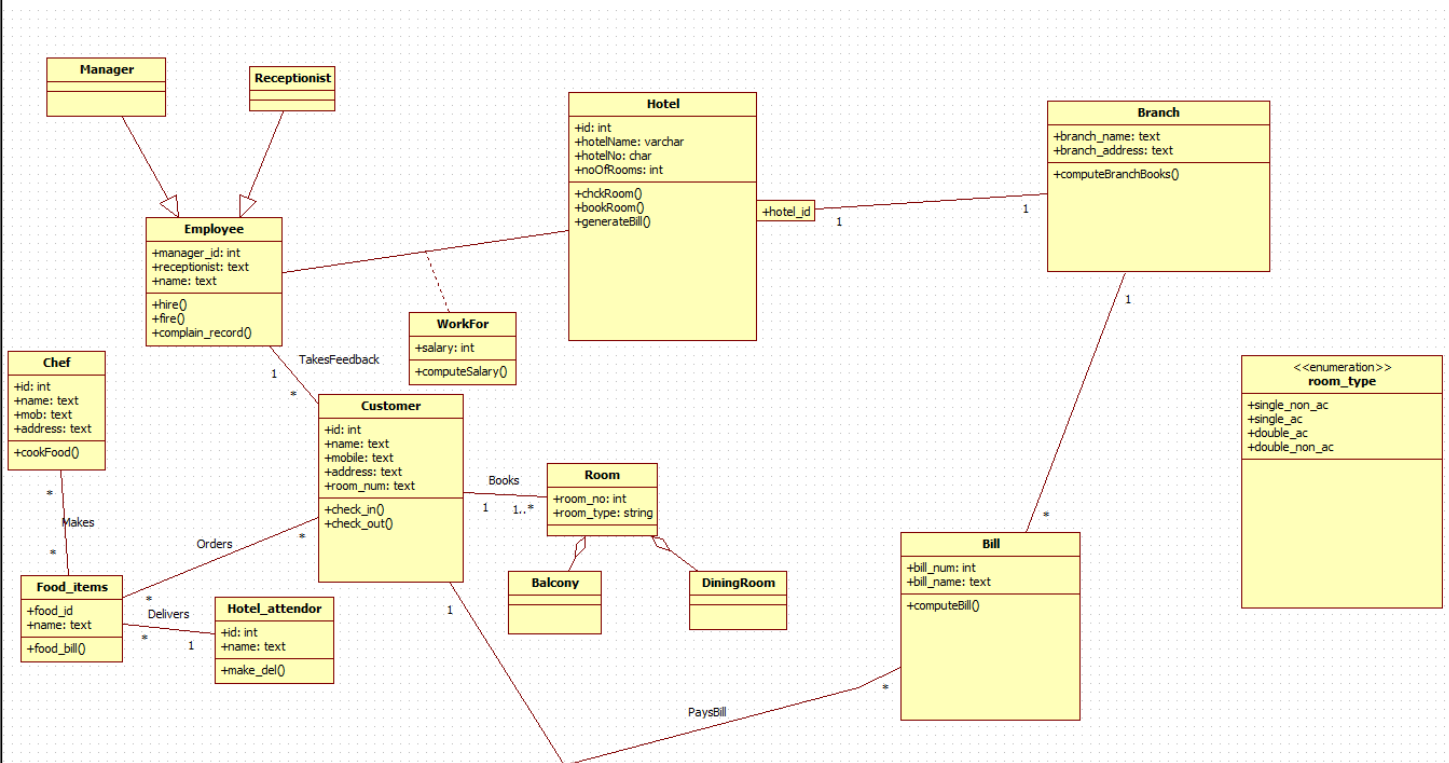 Manager
Receptionist
Hotel
+id: int
+hotelName: varchar
+hotelNo: char
+noOfRooms: int
+chckRoom()
+bookRoom()
+generateBill()
+hotel_id
1
1
Branch
+branch_name: text
+branch_address: text
+computeBranchBooks()
1
Employee
+manager_id: int
+receptionist: text
+name: text
+hire()
+fire()
+complain_record()
WorkFor
+salary: int
+computeSalary()
TakesFeedback
1
*
Chef
+id: int
+name: text
+mob: text
+address: text
+cookFood()
*
Makes
*
Customer
+id: int
+name: text
+mobile: text
+address: text
+room_num: text
+check_in()
+check_out()
Books
1
1..*
Room
+room_no: int
+room_type: string
<<enumeration>>
room_type
+single_non_ac
+single_ac
+double_ac
+double_non_ac
Orders
*
*
Food_items
+food_id
+name: text
+food_bill()
Delivers
*
1
Hotel_attendor
+id: int
+name: text
+make_del()
Balcony
DiningRoom
*
Bill
+bill_num: int
+bill_name: text
+computeBill()
1
PaysBill
*